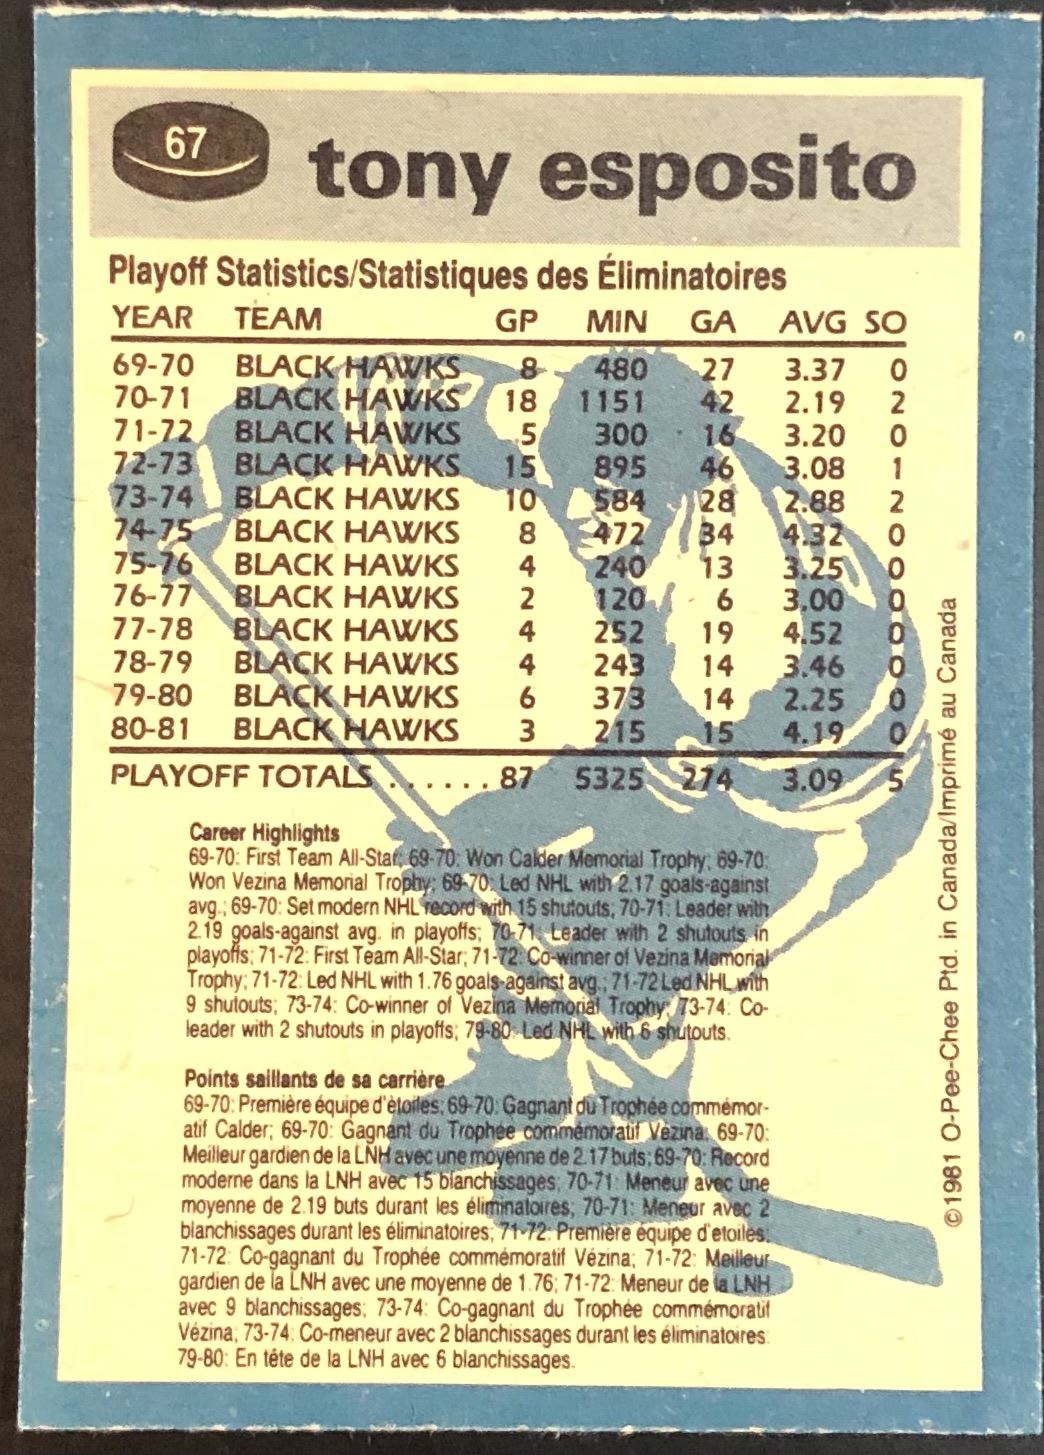 67
tony esposito
Playoff Statistics/Statistiques des Éliminatoires
YEAR TEAM GP MIN GA AVG SO
69-70 BLACK HAWKS 8 480 27 3.37 0
70-71 BLACK HAWKS 18 1151 42 2.19 2
71-72 BLACK HAWKS 5 300 16 3.20 0
72-73 BLACK HAWKS 15 895 46 3.08 1
73-74 BLACK HAWKS 10 584 28 2.88 2
74-75 BLACK HAWKS 8 472 34 4.32 0
75-76 BLACK HAWKS 4 240 13 3.25 0
76-77 BLACK HAWKS 2 120 6 3.00 0
77-78 BLACK HAWKS 4 252 19 4.52 0
78-79 BLACK HAWKS 4 243 14 3.46 0
79-80 BLACK HAWKS 6 373 14 2.25 0
80-81 BLACK HAWKS 3 215 15 4.19 0
PLAYOFF TOTALS . . . . . . 87 5325 274 3.09 5
Career Highlights
69-70: First Team All-Star; 69-70: Won Calder Memorial Trophy; 69-70:
Won Vezina Memorial Trophy; 69-70: Led NHL with 2.17 goals-against
avg.; 69-70: Set modern NHL record with 15 shutouts; 70-71: Leader with
2.19 goals-against avg. in playoffs; 70-71: Leader with 2 shutouts in
playoffs; 71-72: First Team All-Star; 71-72: Co-winner of Vezina Memorial
Trophy; 71-72: Led NHL with 1.76 goals-against avg.; 71-72 Led NHL with
9 shutouts; 73-74: Co-winner of Vezina Memorial Trophy; 73-74: Co-
leader with 2 shutouts in playoffs; 79-80: Led NHL with 6 shutouts.
Points saillants de sa carrière
69-70: Première équipe d'étoiles; 69-70: Gagnant du Trophée commémor-
atif Calder; 69-70: Gagnant du Trophée commémoratif Vézina; 69-70:
Meilleur gardien de la LNH avec une moyenne de 2.17 buts; 69-70: Record
moderne dans la LNH avec 15 blanchissages; 70-71: Meneur avec une
moyenne de 2.19 buts durant les éliminatoires; 70-71: Meneur avec 2
blanchissages durant les éliminatoires; 71-72: Première équipe d'etoiles;
71-72: Co-gagnant du Trophée commémoratif Vézina; 71-72: Meilleur
gardien de la LNH avec une moyenne de 1.76; 71-72: Meneur de la LNH
avec 9 blanchissages; 73-74: Co-gagnant du Trophée commémoratif
Vézina; 73-74: Co-meneur avec 2 blanchissages durant les éliminatoires:
79-80: En tête de la LNH avec 6 blanchissages.
©1981 O-Pee-Chee Ptd. in Canada/Imprimé au Canada